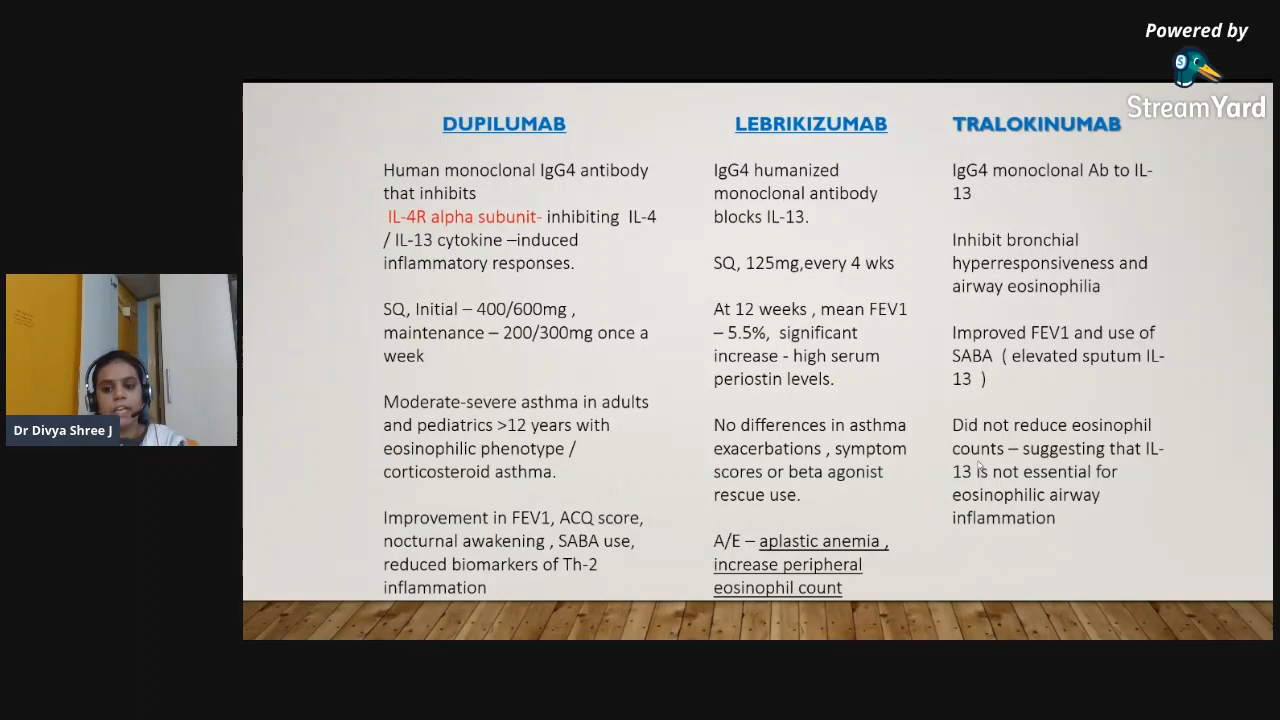 Powered by
StreamYard
DUPILUMAB
Human monoclonal IgG4 antibody
that inhibits
IL-4R alpha subunit- inhibiting IL-4
/ IL-13 cytokine –induced
inflammatory responses.
SQ, Initial – 400/600mg ,
maintenance – 200/300mg once a
week
Moderate-severe asthma in adults
and pediatrics >12 years with
eosinophilic phenotype /
corticosteroid asthma.
Improvement in FEV1, ACQ score,
nocturnal awakening , SABA use,
reduced biomarkers of Th-2
inflammation
LEBRIKIZUMAB
IgG4 humanized
monoclonal antibody
blocks IL-13.
SQ, 125mg,every 4 wks
At 12 weeks , mean FEV1
– 5.5%, significant
increase - high serum
periostin levels.
No differences in asthma
exacerbations , symptom
scores or beta agonist
rescue use.
A/E – aplastic anemia ,
increase peripheral
eosinophil count
TRALOKINUMAB
IgG4 monoclonal Ab to IL-
13
Inhibit bronchial
hyperresponsiveness and
airway eosinophilia
Improved FEV1 and use of
SABA ( elevated sputum IL-
13 )
Did not reduce eosinophil
counts – suggesting that IL-
13 is not essential for
eosinophilic airway
inflammation
Dr Divya Shree J